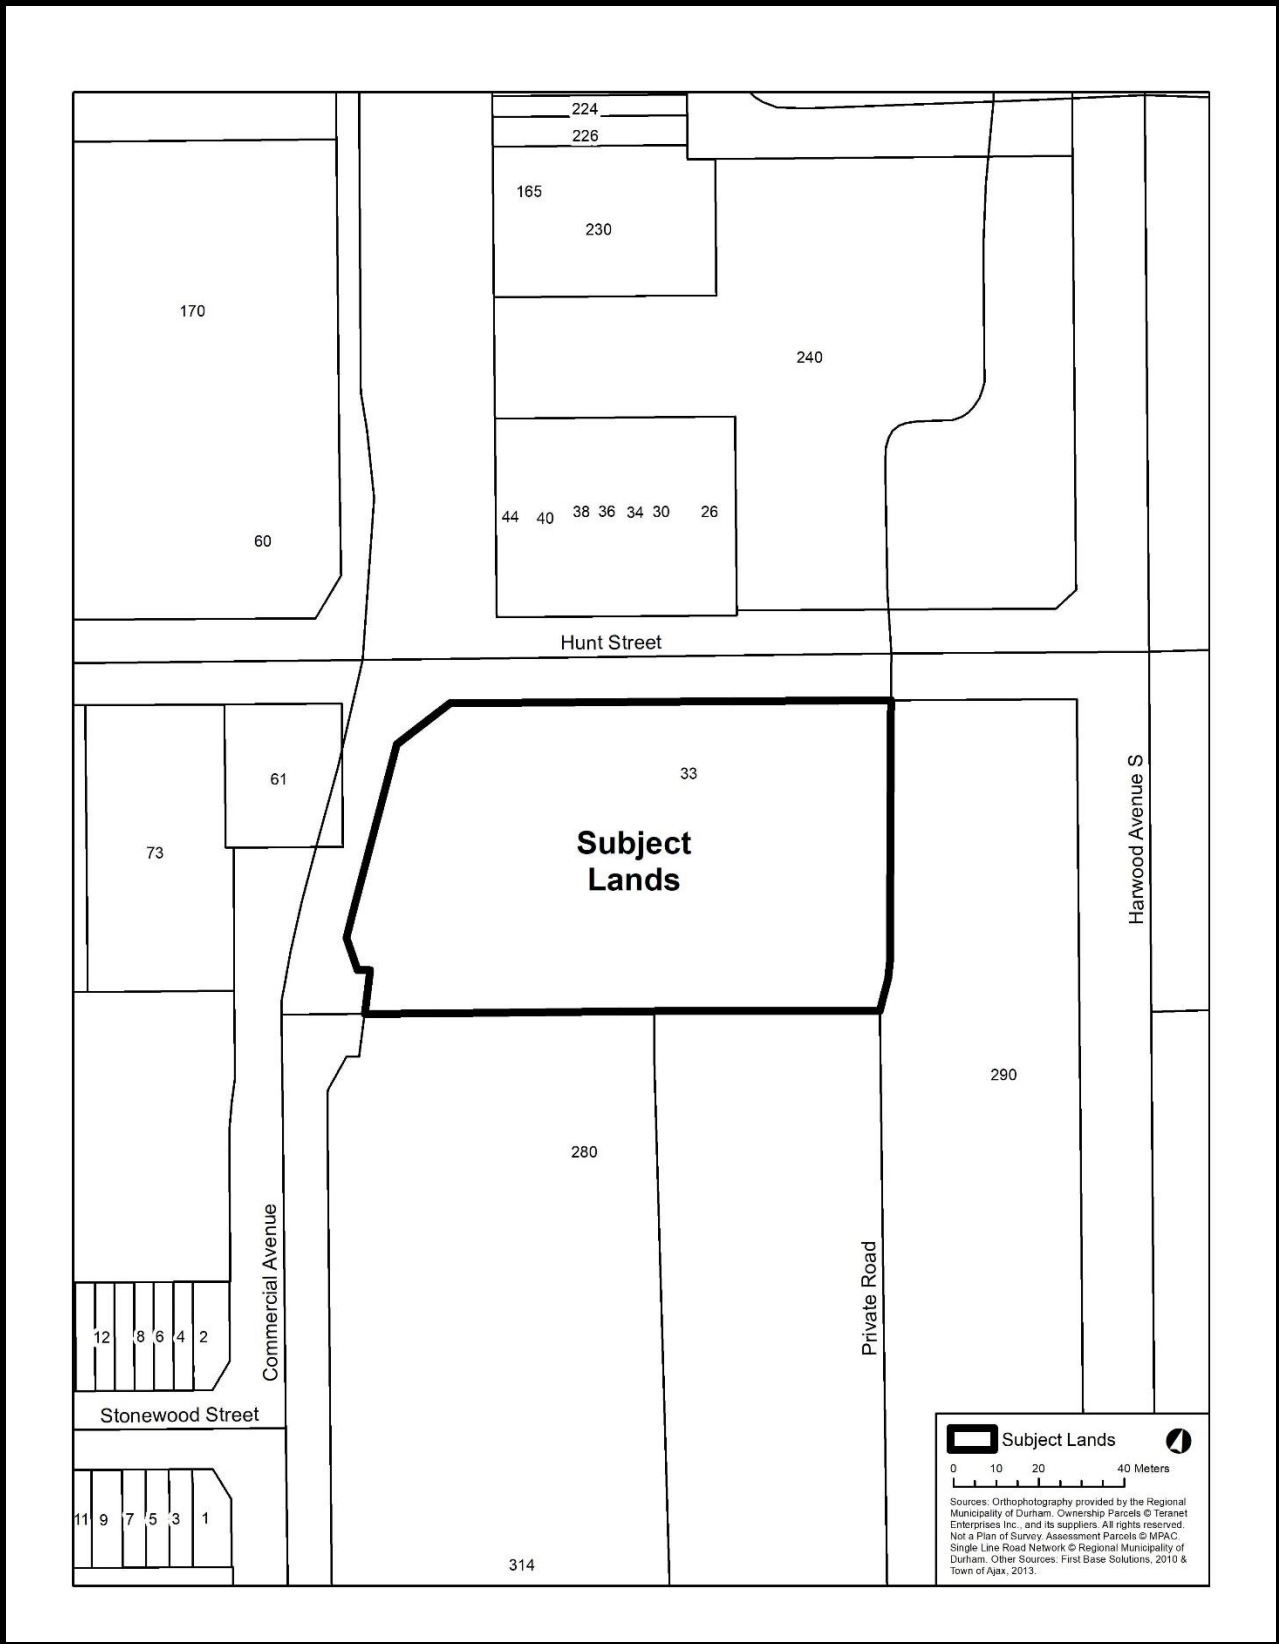 224
226
165
230
170
240
44 40 38 36 34 30 26
60
Hunt Street
33
61
Subject
Lands
73
Harwood Avenue S
290
280
Commercial Avenue
Private Road
12 8 6 4 2
Stonewood Street
Subject Lands
0 10 20 40 Meters
Sources: Orthophotography provided by the Regional
Municipality of Durham. Ownership Parcels © Teranet
Enterprises Inc., and its suppliers. All rights reserved.
Not a Plan of Survey. Assessment Parcels © MPAC.
Single Line Road Network © Regional Municipality of
Durham. Other Sources: First Base Solutions, 2010 &
Town of Ajax, 2013.
11 9 7 5 3 1
314